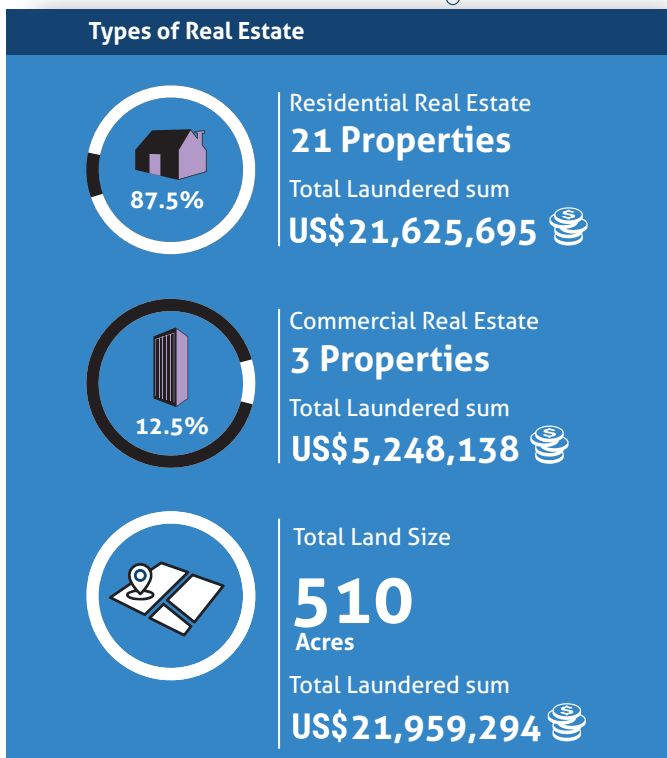 Types of Real Estate
Residential Real Estate
21 Properties
87.5%
Total Laundered sum
US$21,625,695
Commercial Real Estate
3 Properties
12.5%
Total Laundered sum
US$5,248,138
Total Land Size
510
Acres
Total Laundered sum
US$21,959,294